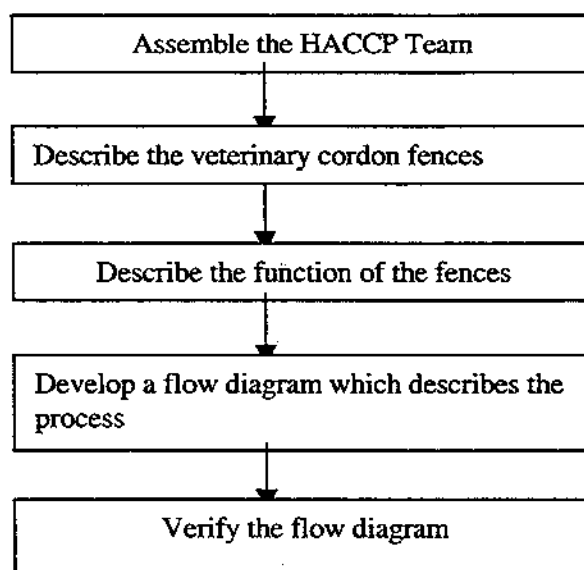 Assemble the HACCP Team
Describe the veterinary cordon fences
Describe the function of the fences
Develop a flow diagram which describes the
process
Verify the flow diagram